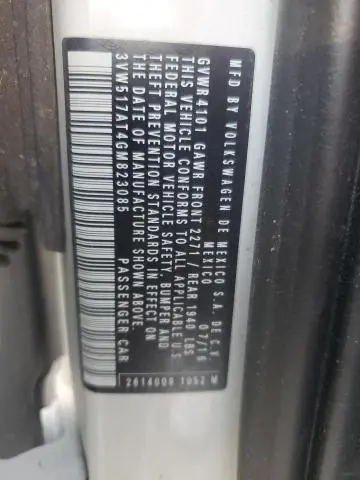 MFD BY VOLKSWAGEN DE MEXICO S.A. DE C.V.
MEXICO 07/16
GVWR 4101 GAWR FRONT 2271 / REAR 1940 LBS
THIS VEHICLE CONFORMS TO ALL APPLICABLE U S
FEDERAL MOTOR VEHICLE SAFETY, BUMPER AND
THEFT PREVENTION STANDARDS IN EFFECT ON
THE DATE OF MANUFACTURE SHOWN ABOVE.
3VW517AT4GM823085 PASSENGER CAR
2614009 1052 M